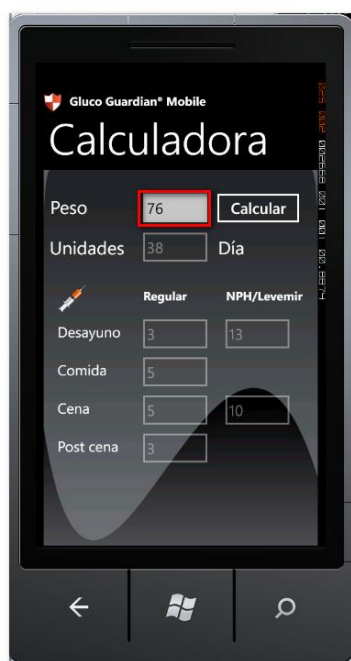 Gluco Guardian® Mobile
Calculadora
Peso 76 Calcular
Unidades 38 Día
Regular NPH/Levemir
Desayuno 3 13
Comida 5
Cena 5 10
Post cena 3